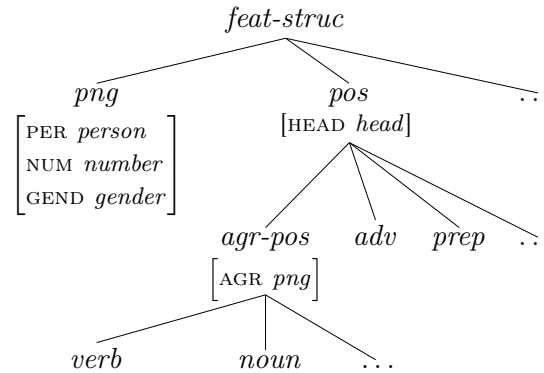 feat-struc
png pos ..
[PER person
NUM number
GEND gender]
[HEAD head]
agr-pos adv prep ..
[AGR png]
verb noun ...